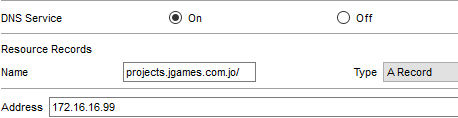 DNS Service On Off
Resource Records
Name projects.jgames.com.jo/ Type A Record
Address 172.16.16.99